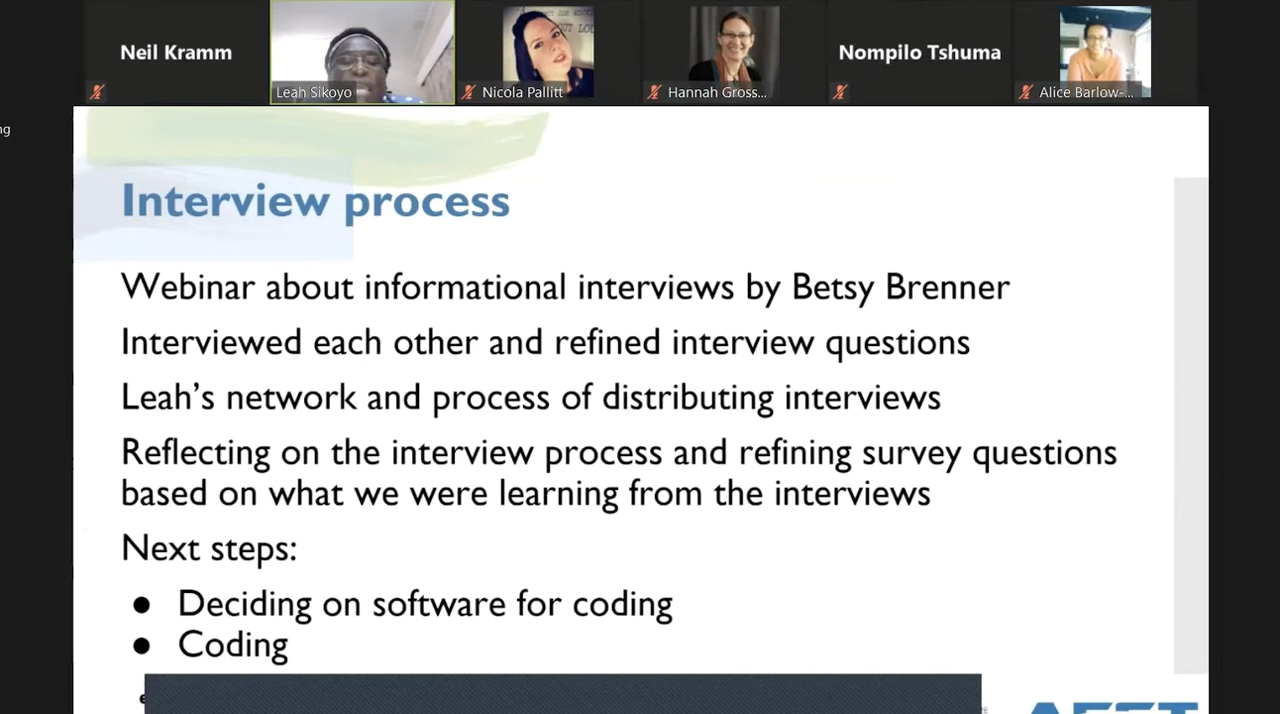 Neil Kramm
Leah Sikoyo
Nicola Pallitt
Hannah Gross...
Nompilo Tshuma
Alice Barlow-...
Interview process
Webinar about informational interviews by Betsy Brenner
Interviewed each other and refined interview questions
Leah’s network and process of distributing interviews
Reflecting on the interview process and refining survey questions
based on what we were learning from the interviews
Next steps:
● Deciding on software for coding
● Coding